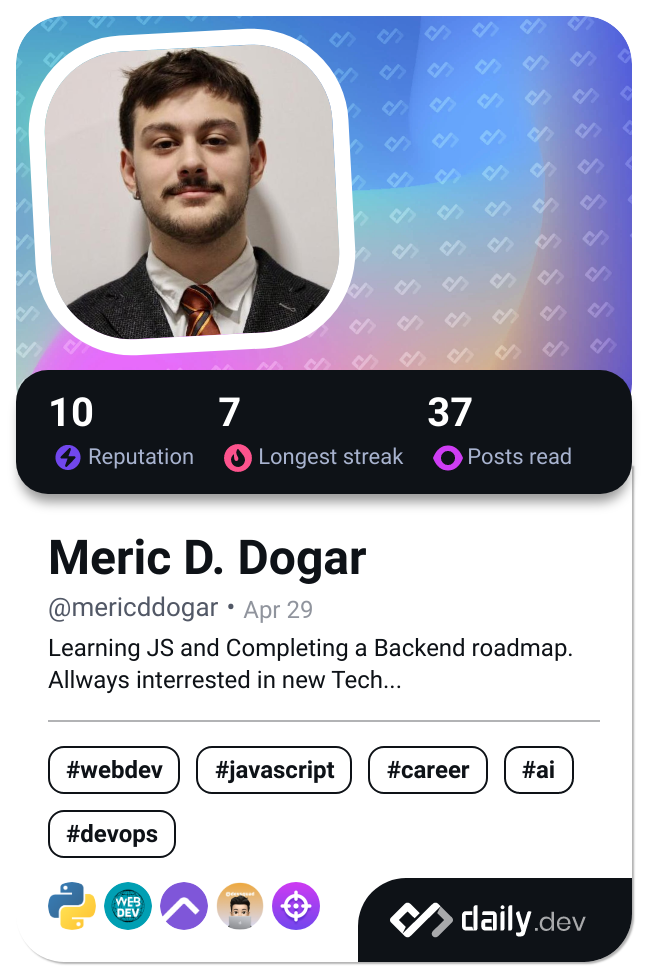 10 7 37
Reputation Longest streak Posts read
Meric D. Dogar
@mericddogar • Apr 29
Learning JS and Completing a Backend roadmap.
Allways interrested in new Tech...
#webdev #javascript #career #ai
#devops
WEB
DEV
daily.dev